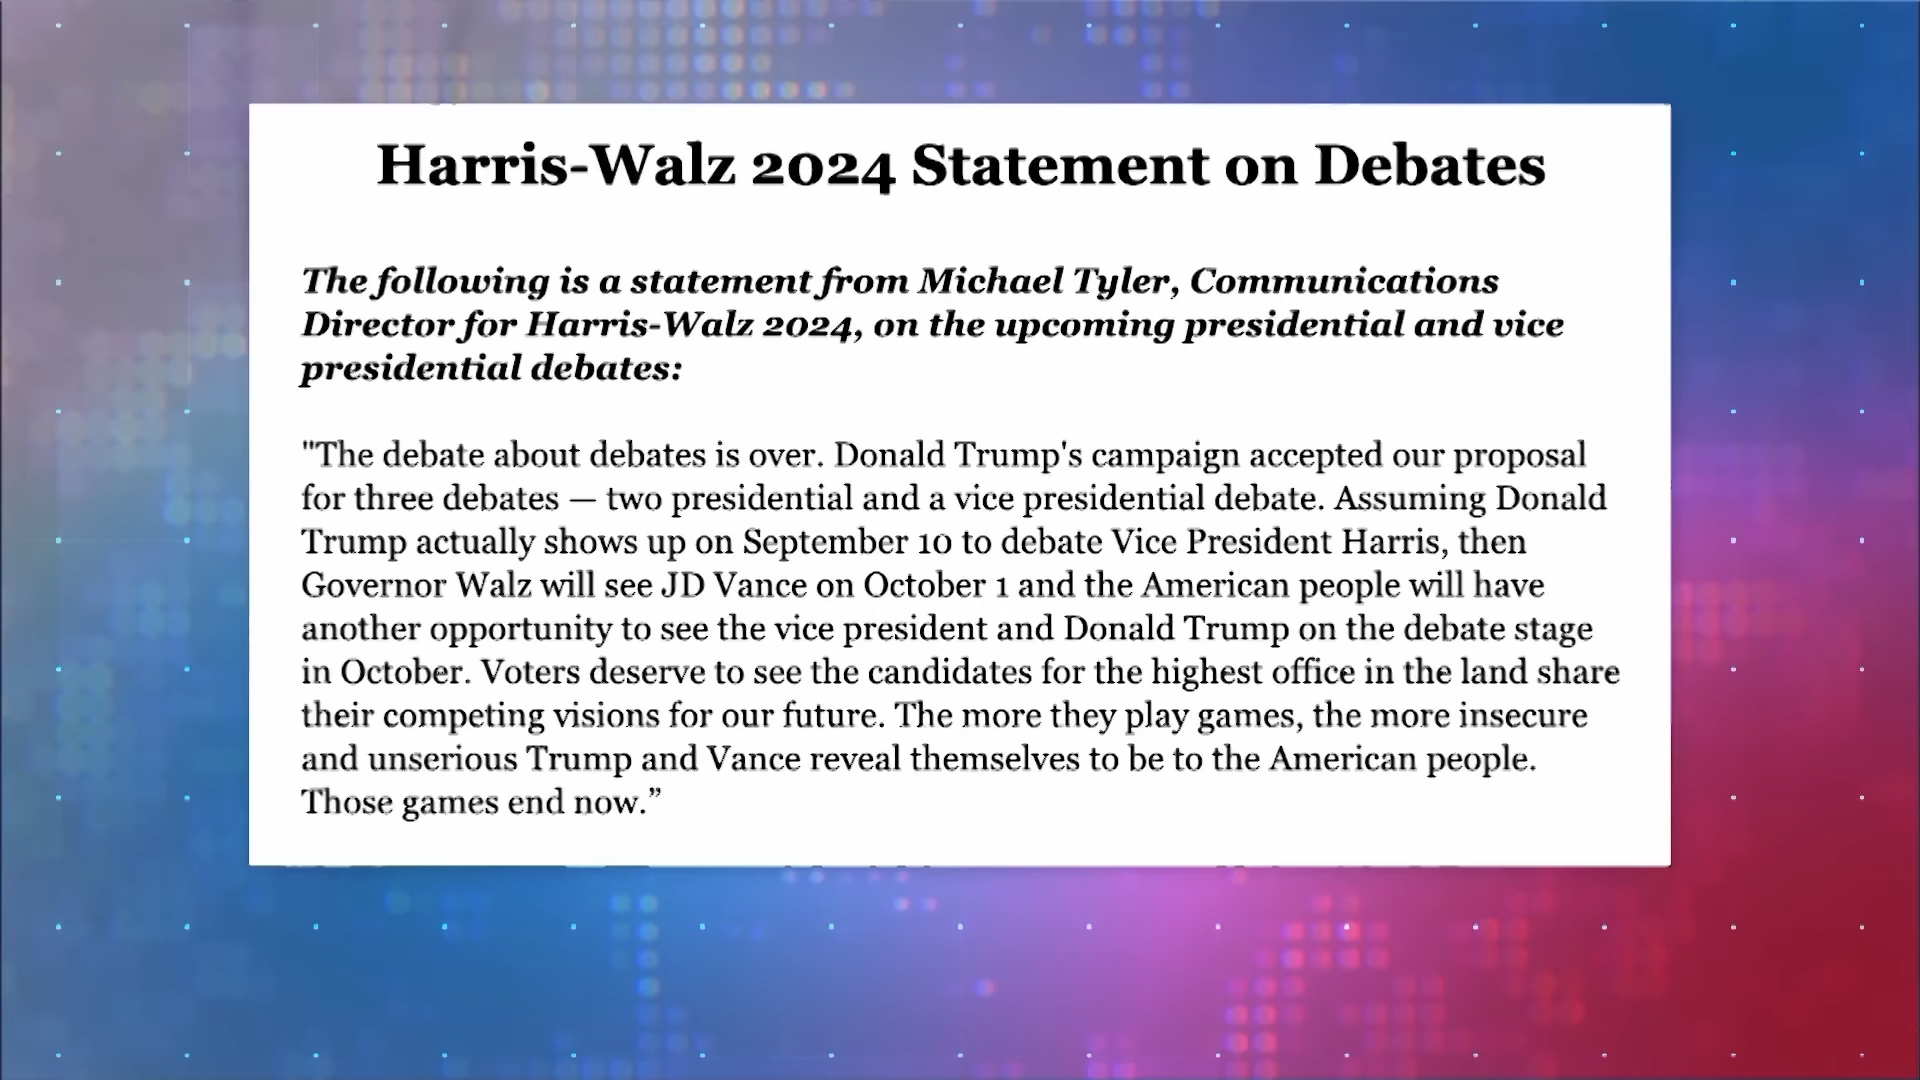 Harris-Walz 2024 Statement on Debates
The following is a statement from Michael Tyler, Communications
Director for Harris-Walz 2024, on the upcoming presidential and vice
presidential debates:
"The debate about debates is over. Donald Trump's campaign accepted our proposal
for three debates — two presidential and a vice presidential debate. Assuming Donald
Trump actually shows up on September 10 to debate Vice President Harris, then
Governor Walz will see JD Vance on October 1 and the American people will have
another opportunity to see the vice president and Donald Trump on the debate stage
in October. Voters deserve to see the candidates for the highest office in the land share
their competing visions for our future. The more they play games, the more insecure
and unserious Trump and Vance reveal themselves to be to the American people.
Those games end now.”